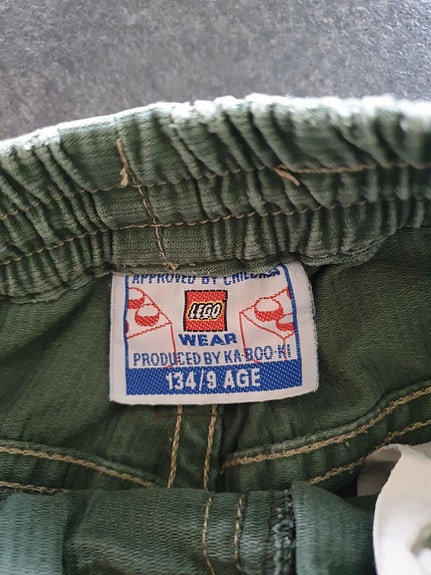 APPROVED BY CHILDREN
LEGO
WEAR
PRODUCED BY KA·BOO·KI
134/9 AGE